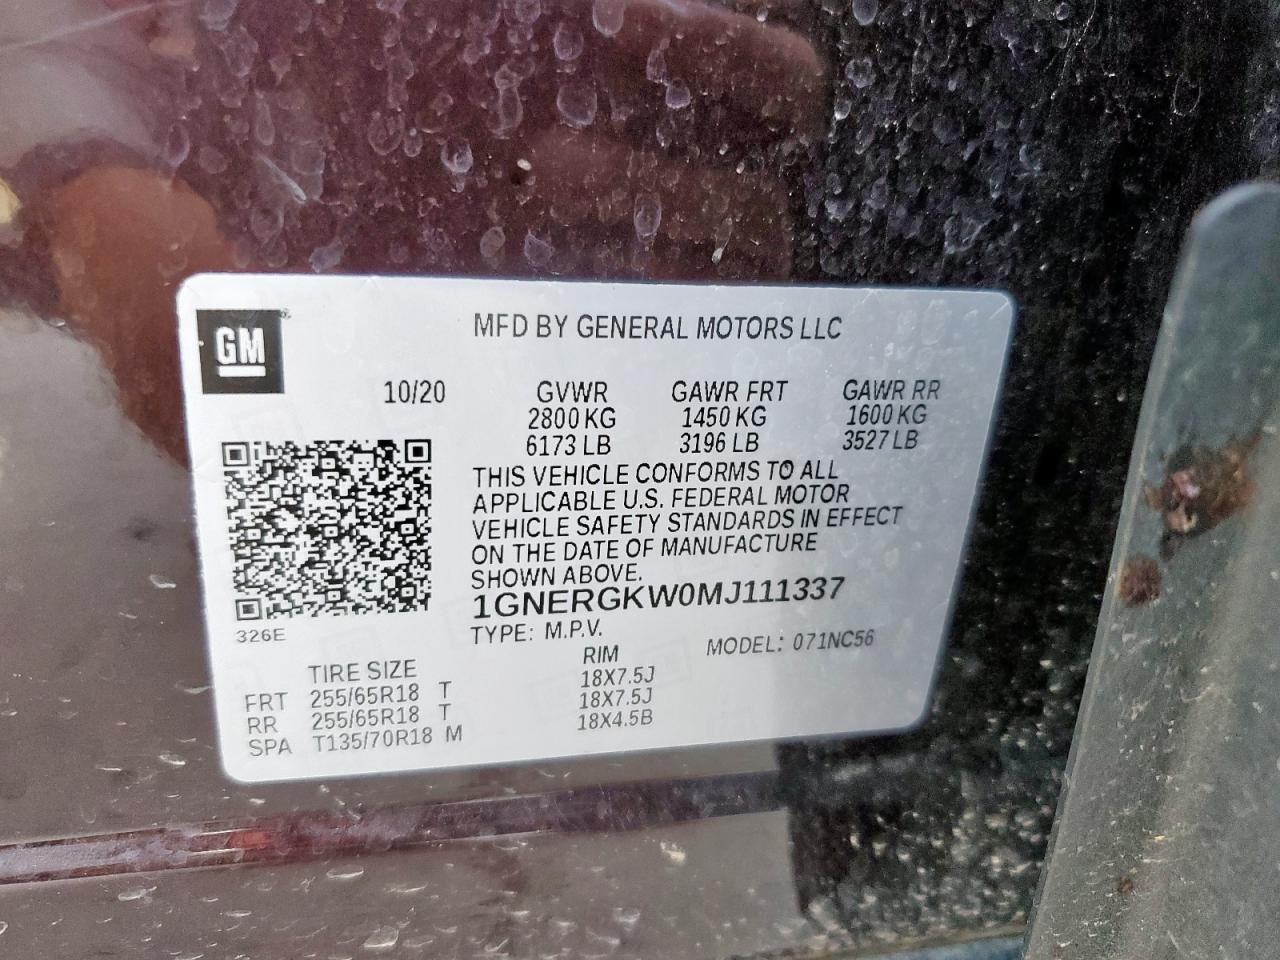 GM®
MFD BY GENERAL MOTORS LLC
10/20 GVWR GAWR FRT GAWR RR
2800 KG 1450 KG 1600 KG
6173 LB 3196 LB 3527 LB
THIS VEHICLE CONFORMS TO ALL
APPLICABLE U.S. FEDERAL MOTOR
VEHICLE SAFETY STANDARDS IN EFFECT
ON THE DATE OF MANUFACTURE
SHOWN ABOVE.
1GNERGKW0MJ111337
326E
TYPE: M.P.V. MODEL: 071NC56
TIRE SIZE RIM
FRT 255/65R18 T 18X7.5J
RR 255/65R18 T 18X7.5J
SPA T135/70R18 M 18X4.5B